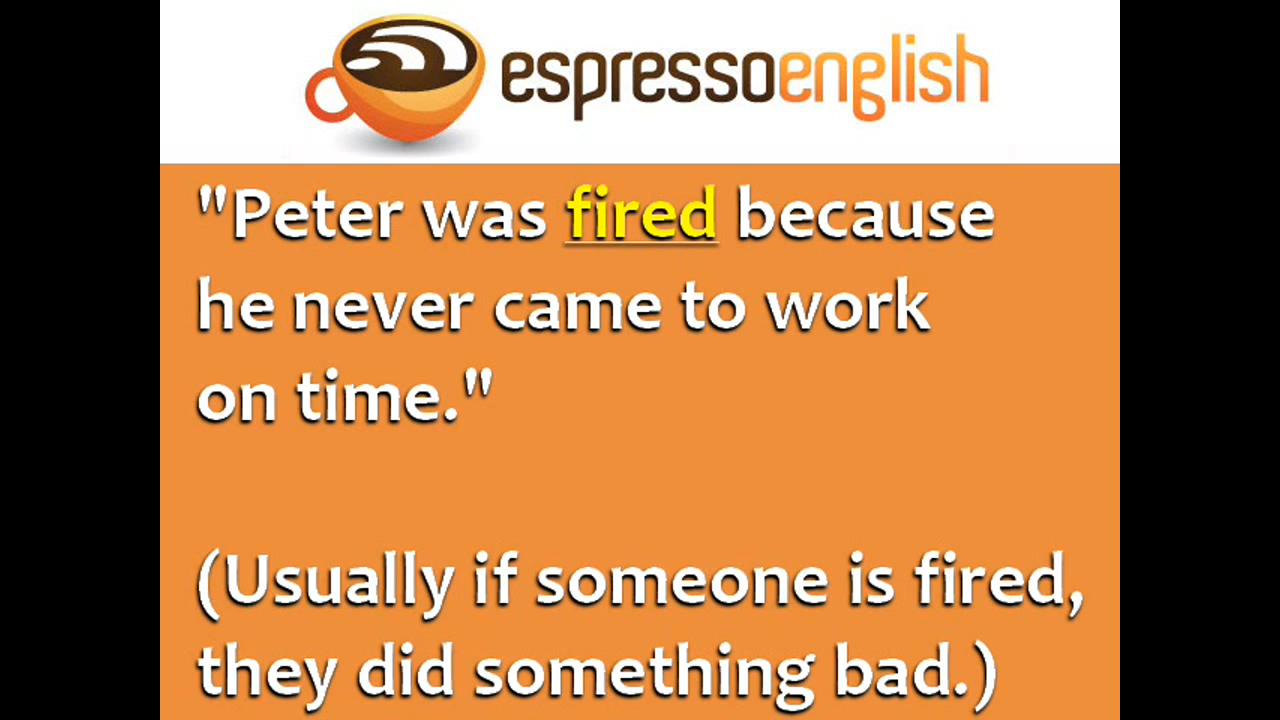 espressoenglish
"Peter was fired because
he never came to work
on time."
(Usually if someone is fired,
they did something bad.)